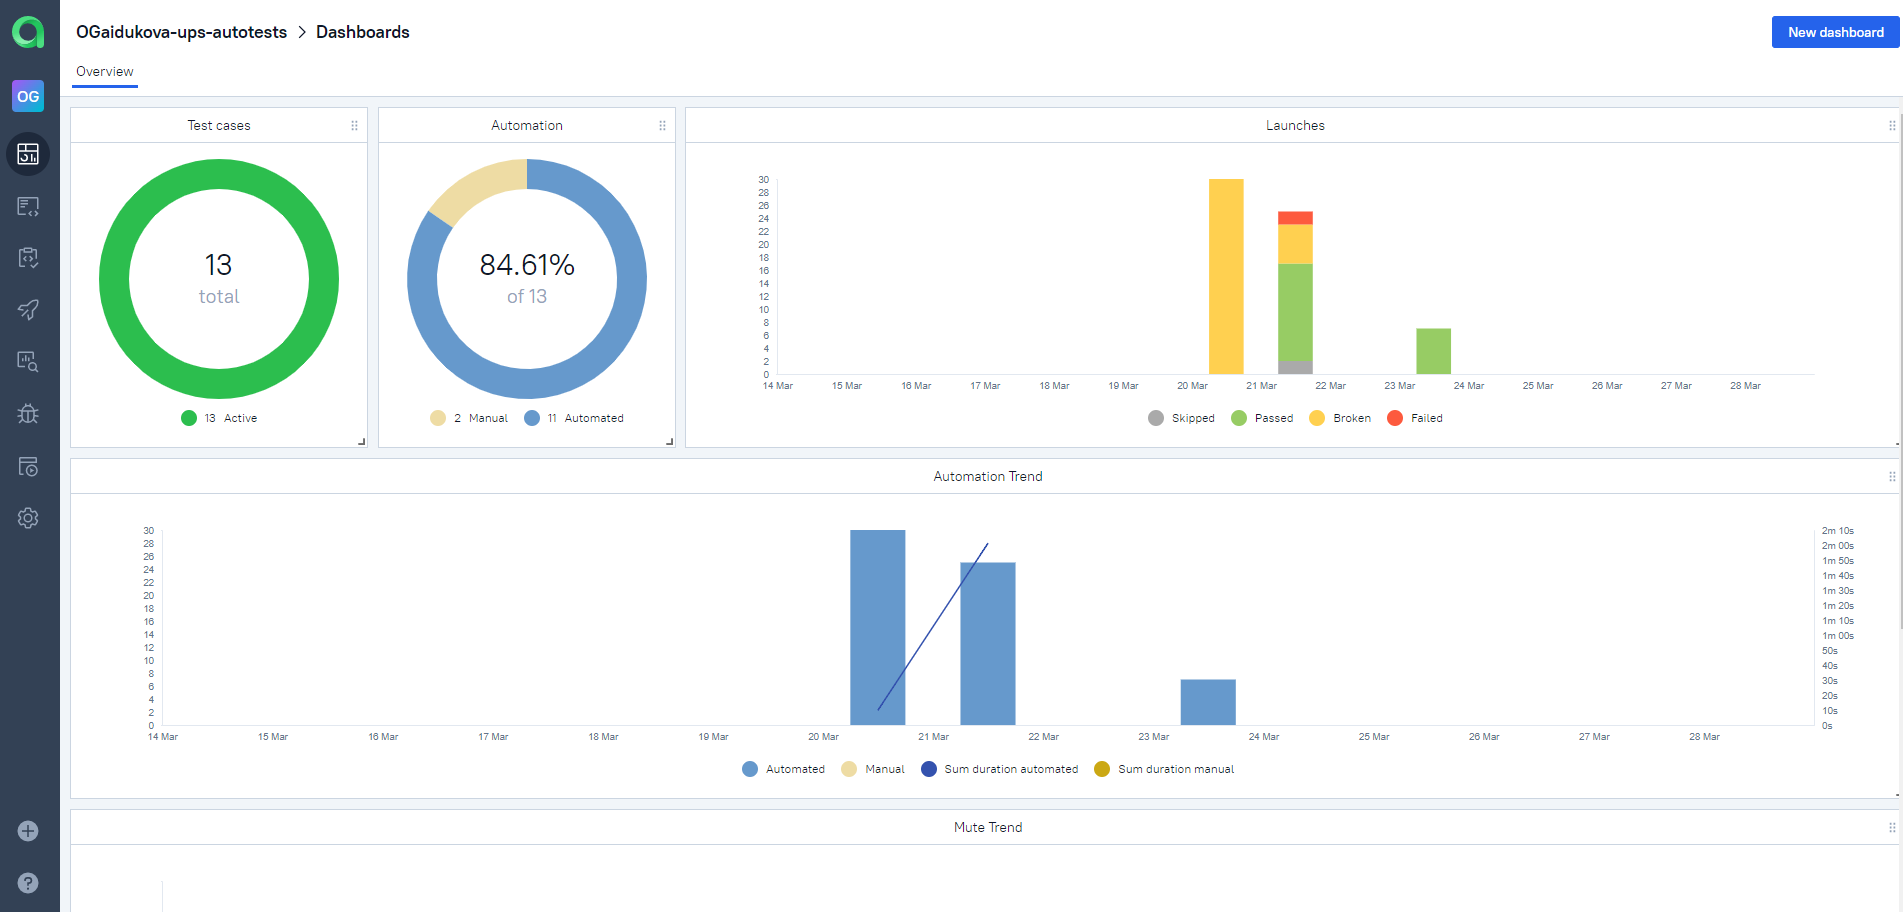 OGaidukova-ups-autotests > Dashboards
New dashboard
Overview
OG
Test cases
13
total
13 Active
Automation
84.61%
of 13
2 Manual 11 Automated
Launches
30
28
26
24
22
20
18
16
14
12
10
8
6
4
2
0
14 Mar 15 Mar 16 Mar 17 Mar 18 Mar 19 Mar 20 Mar 21 Mar 22 Mar 23 Mar 24 Mar 25 Mar 26 Mar 27 Mar 28 Mar
Skipped Passed Broken Failed
Automation Trend
30
28
26
24
22
20
18
16
14
12
10
8
6
4
2
0
2m 10s
2m 00s
1m 50s
1m 40s
1m 30s
1m 20s
1m 10s
1m 00s
50s
40s
30s
20s
10s
0s
14 Mar 15 Mar 16 Mar 17 Mar 18 Mar 19 Mar 20 Mar 21 Mar 22 Mar 23 Mar 24 Mar 25 Mar 26 Mar 27 Mar 28 Mar
Automated Manual Sum duration automated Sum duration manual
Mute Trend